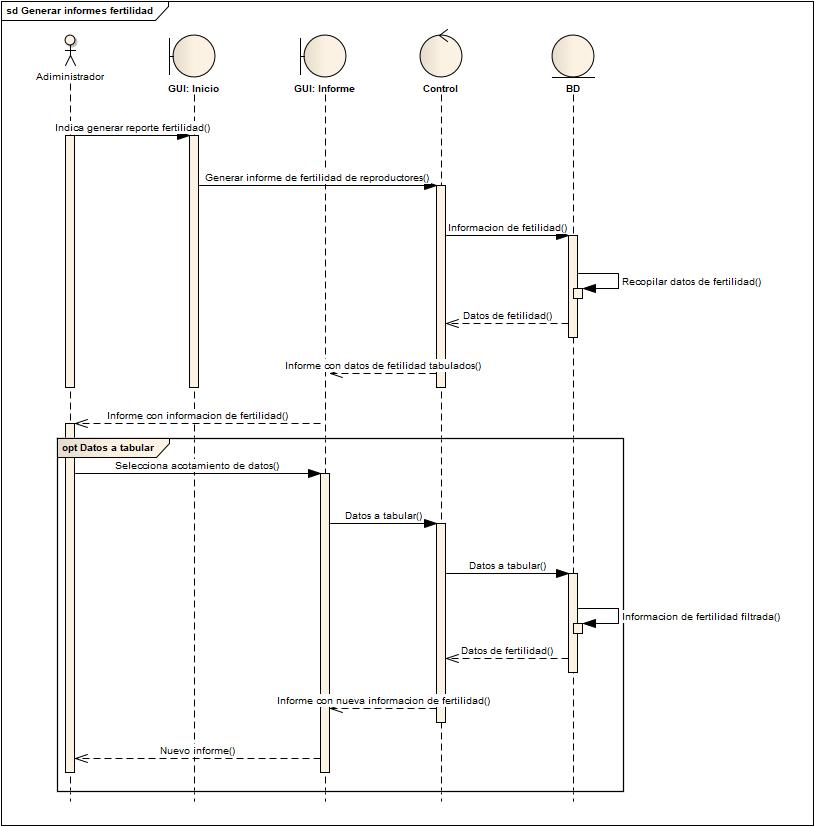 sd Generar informes fertilidad
Adiministrador
GUI: Inicio
GUI: Informe
Control
BD
Indica generar reporte fertilidad()
Generar informe de fertilidad de reproductores()
Informacion de fetilidad()
Recopilar datos de fertilidad()
Datos de fetilidad()
Informe con datos de fetilidad tabulados()
Informe con informacion de fertilidad()
opt Datos a tabular
Selecciona acotamiento de datos()
Datos a tabular()
Datos a tabular()
Informacion de fertilidad filtrada()
Datos de fertilidad()
Informe con nueva informacion de fertilidad()
Nuevo informe()